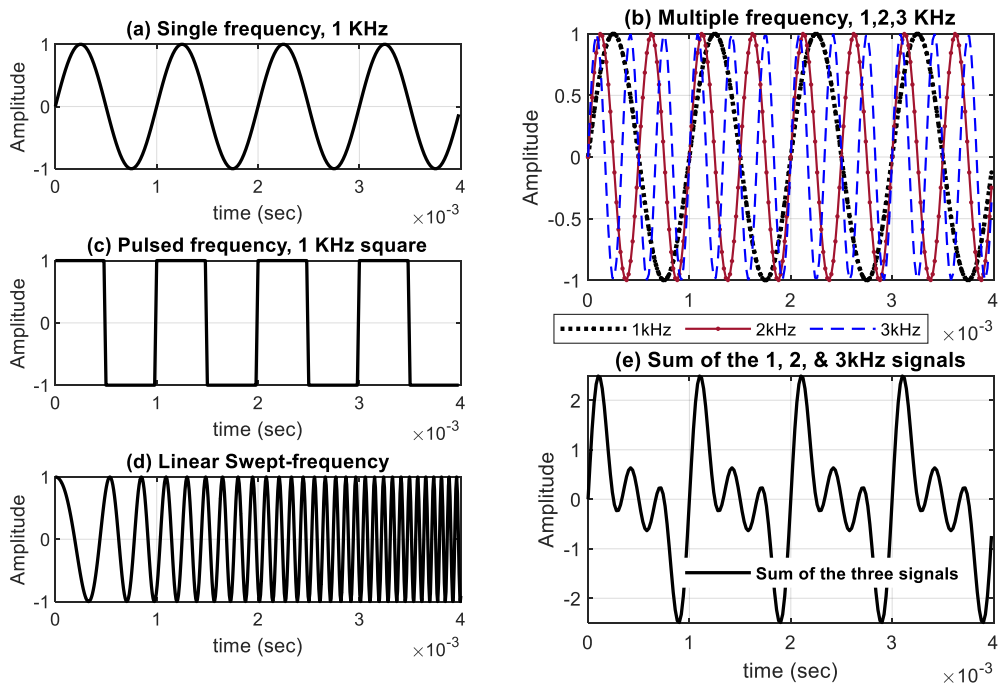 (a) Single frequency, 1 KHz
1
0
-1
Amplitude
0 1 2 3 4
time (sec)
×10⁻³
(b) Multiple frequency, 1,2,3 KHz
1
0.5
0
-0.5
-1
Amplitude
0 1 2 3 4
×10⁻³
1kHz 2kHz 3kHz
(c) Pulsed frequency, 1 KHz square
1
0
-1
Amplitude
0 1 2 3 4
time (sec)
×10⁻³
(d) Linear Swept-frequency
1
0
-1
Amplitude
0 1 2 3 4
time (sec)
×10⁻³
(e) Sum of the 1, 2, & 3kHz signals
2
1
0
-1
-2
Amplitude
Sum of the three signals
0 1 2 3 4
time (sec)
×10⁻³